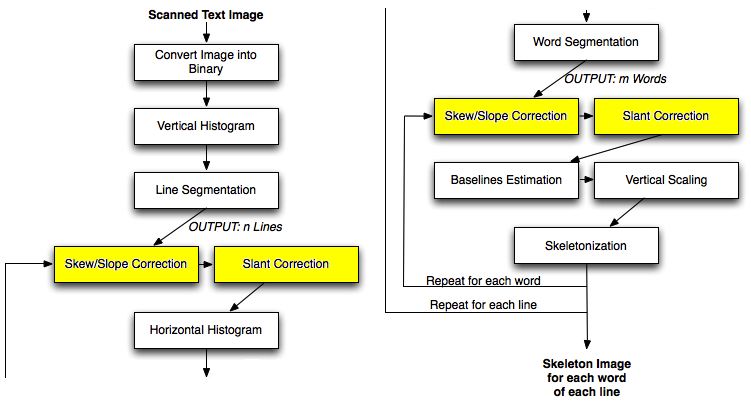 Scanned Text Image
Convert Image into
Binary
Vertical Histogram
Line Segmentation
OUTPUT: n Lines
Skew/Slope Correction
Slant Correction
Horizontal Histogram
Word Segmentation
OUTPUT: m Words
Skew/Slope Correction
Slant Correction
Baselines Estimation
Vertical Scaling
Skeletonization
Repeat for each word
Repeat for each line
Skeleton Image
for each word
of each line